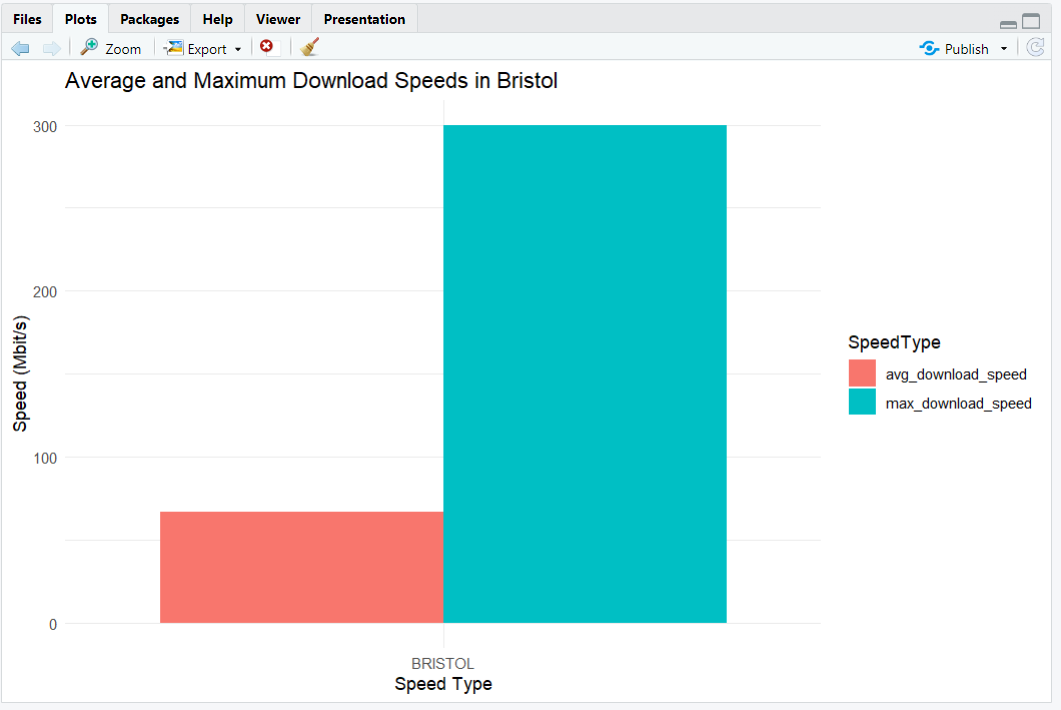 Files Plots Packages Help Viewer Presentation
Zoom Export Publish
Average and Maximum Download Speeds in Bristol
300
200
100
0
Speed (Mbit/s)
BRISTOL
Speed Type
SpeedType
avg_download_speed
max_download_speed